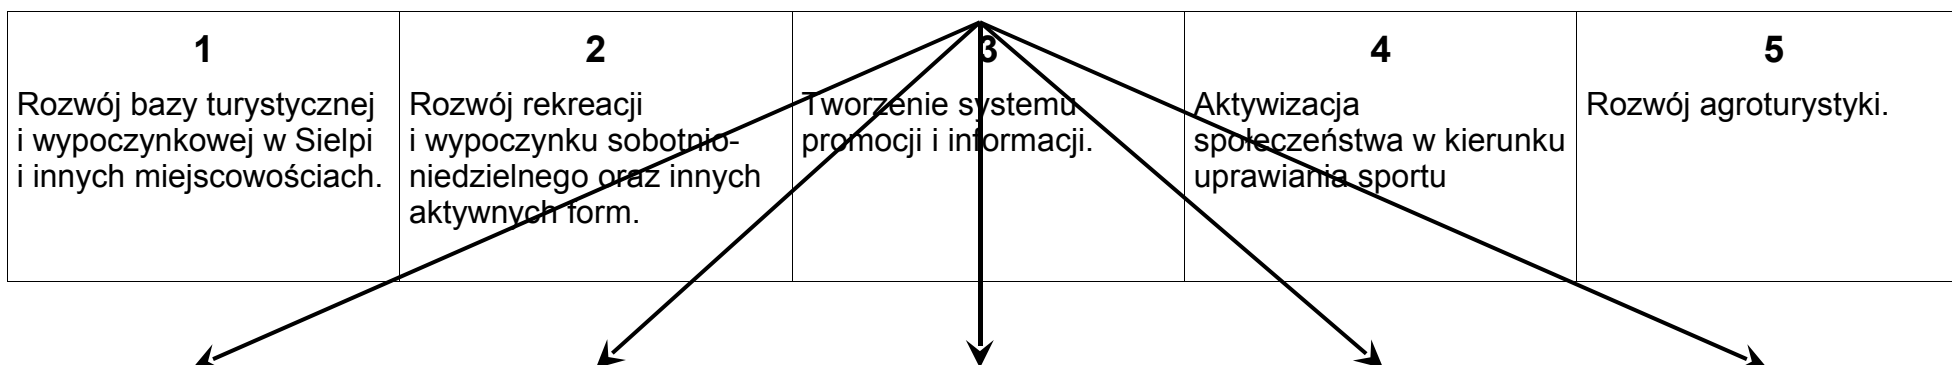 1
Rozwój bazy turystycznej
i wypoczynkowej w Sielpi
i innych miejscowościach.
2
Rozwój rekreacji
i wypoczynku sobotnio-
niedzielnego oraz innych
aktywnych form.
3
Tworzenie systemu
promocji i informacji.
4
Aktywizacja
społeczeństwa w kierunku
uprawiania sportu
5
Rozwój agroturystyki.